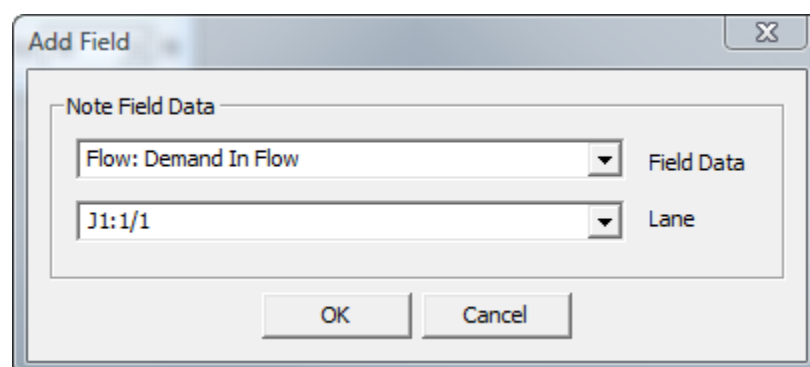 Add Field
Note Field Data
Flow: Demand In Flow
Field Data
J1:1/1
Lane
OK
Cancel